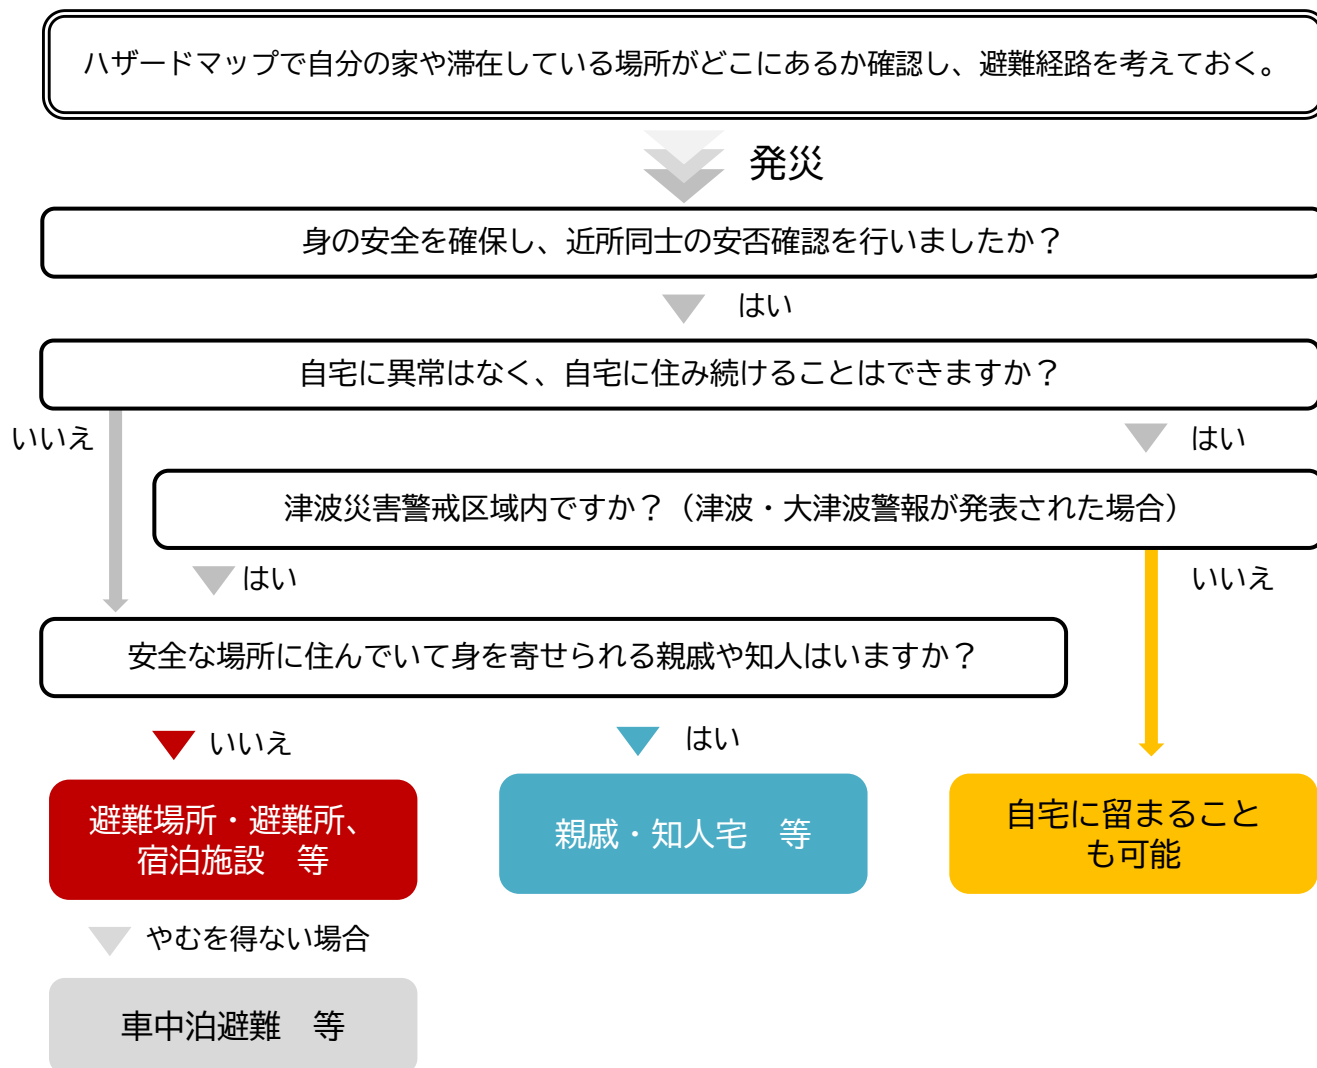 ハザードマップで自分の家や滞在している場所がどこにあるか確認し、避難経路を考えておく。
発災
身の安全を確保し、近所同士の安否確認を行いましたか？
はい
自宅に異常はなく、自宅に住み続けることはできますか？
いいえ
はい
津波災害警戒区域内ですか？（津波・大津波警報が発表された場合）
はい
いいえ
安全な場所に住んでいて身を寄せられる親戚や知人はいますか？
いいえ
はい
避難場所・避難所、
宿泊施設　等
親戚・知人宅　等
自宅に留まること
も可能
やむを得ない場合
車中泊避難　等